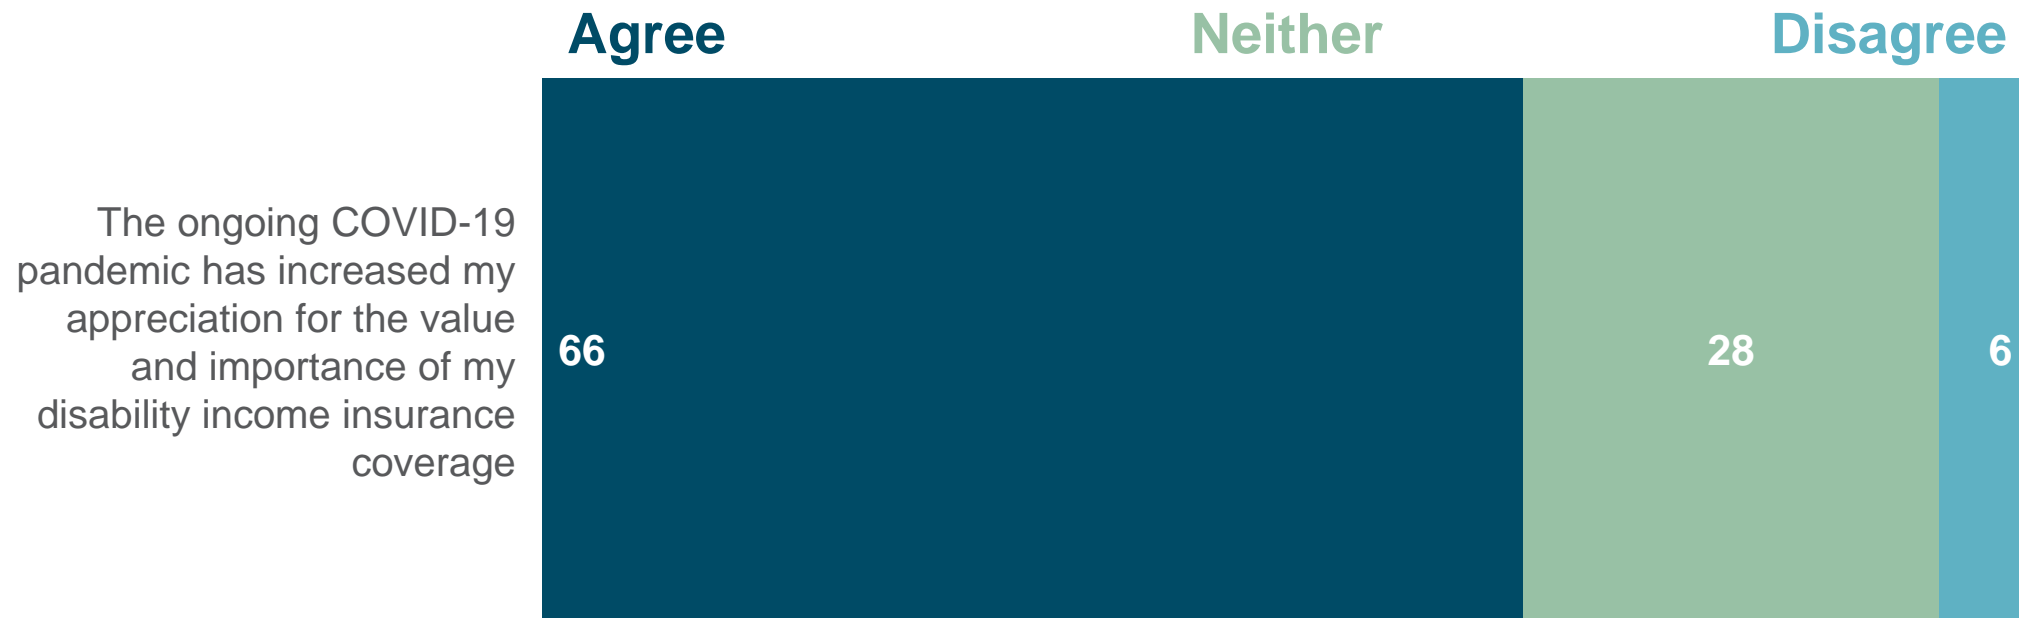 Agree Neither Disagree
The ongoing COVID-19
pandemic has increased my
appreciation for the value
and importance of my
disability income insurance
coverage
66 28 6